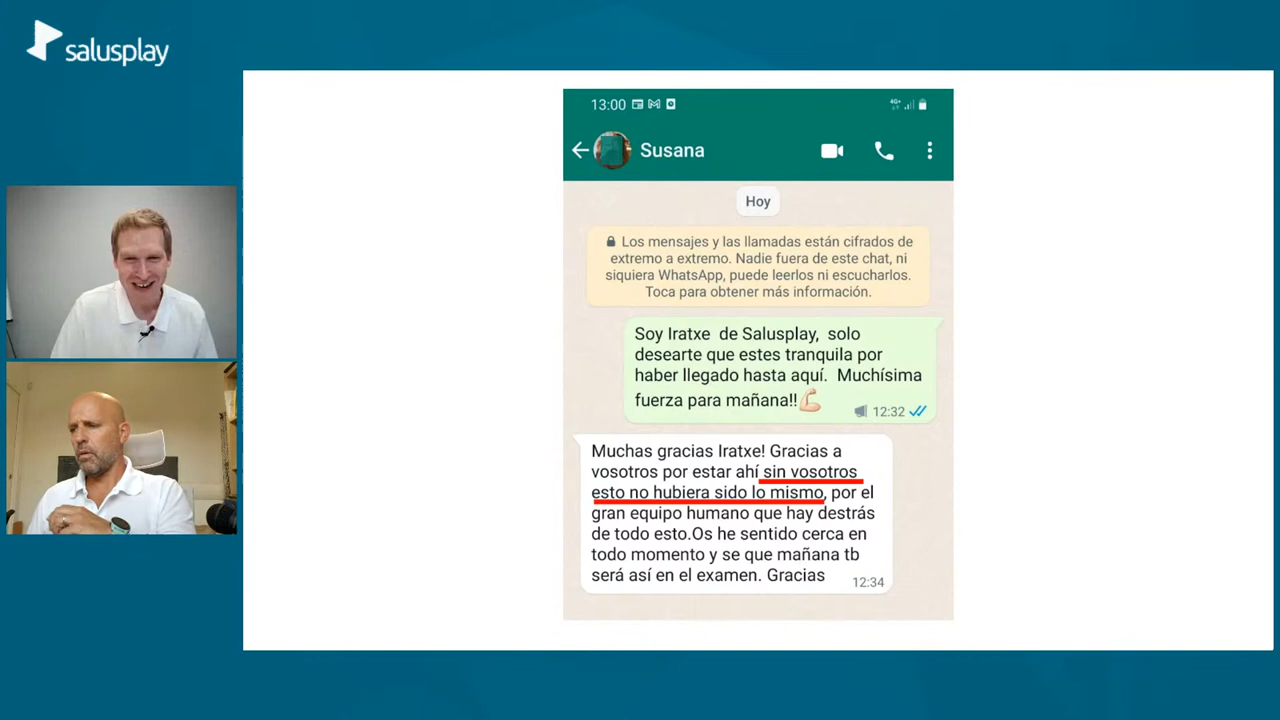 salusplay
13:00
4G+
Susana
Hoy
Los mensajes y las llamadas están cifrados de
extremo a extremo. Nadie fuera de este chat, ni
siquiera WhatsApp, puede leerlos ni escucharlos.
Toca para obtener más información.
Soy Iratxe de Salusplay, solo
desearte que estes tranquila por
haber llegado hasta aquí. Muchísima
fuerza para mañana!!💪🏻
12:32
Muchas gracias Iratxe! Gracias a
vosotros por estar ahí sin vosotros
esto no hubiera sido lo mismo, por el
gran equipo humano que hay destrás
de todo esto.Os he sentido cerca en
todo momento y se que mañana tb
será así en el examen. Gracias
12:34